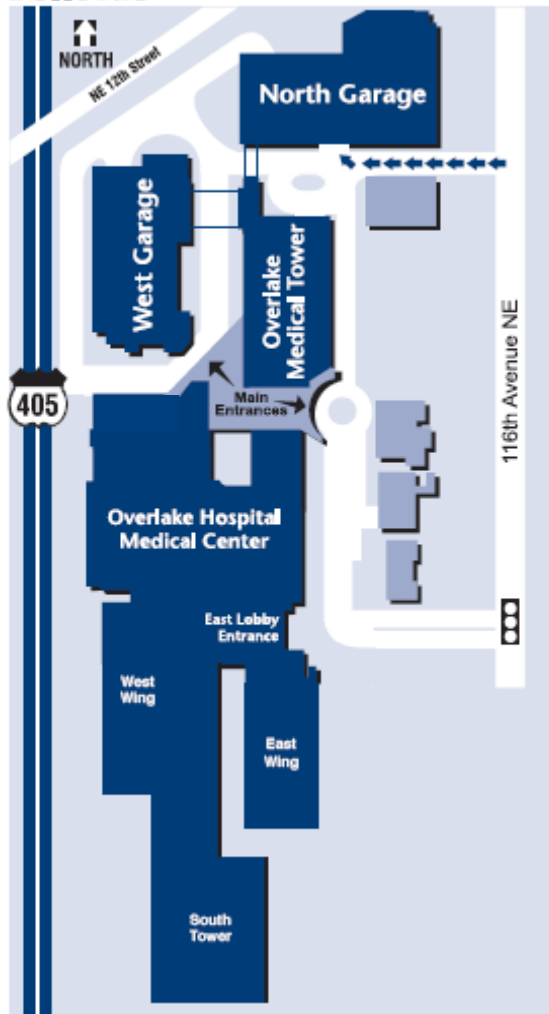 NORTH
NE 12th Street
North Garage
West Garage
Overlake
Medical Tower
116th Avenue NE
405
Main
Entrances
Overlake Hospital
Medical Center
East Lobby
Entrance
West
Wing
East
Wing
South
Tower